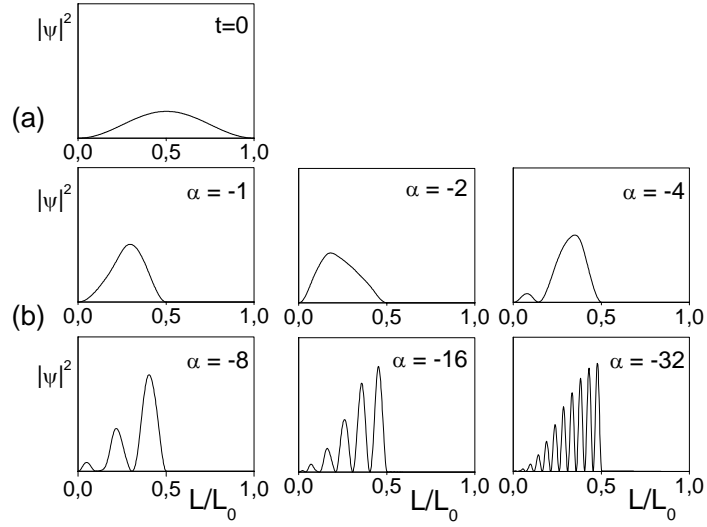 |ψ|²
t=0
(a)
0,0 0,5 1,0
|ψ|²
α = -1
α = -2
α = -4
0,0 0,5 1,0
0,0 0,5 1,0
0,0 0,5 1,0
(b)
|ψ|²
α = -8
α = -16
α = -32
0,0 0,5 L/L₀ 1,0
0,0 0,5 L/L₀ 1,0
0,0 0,5 L/L₀ 1,0